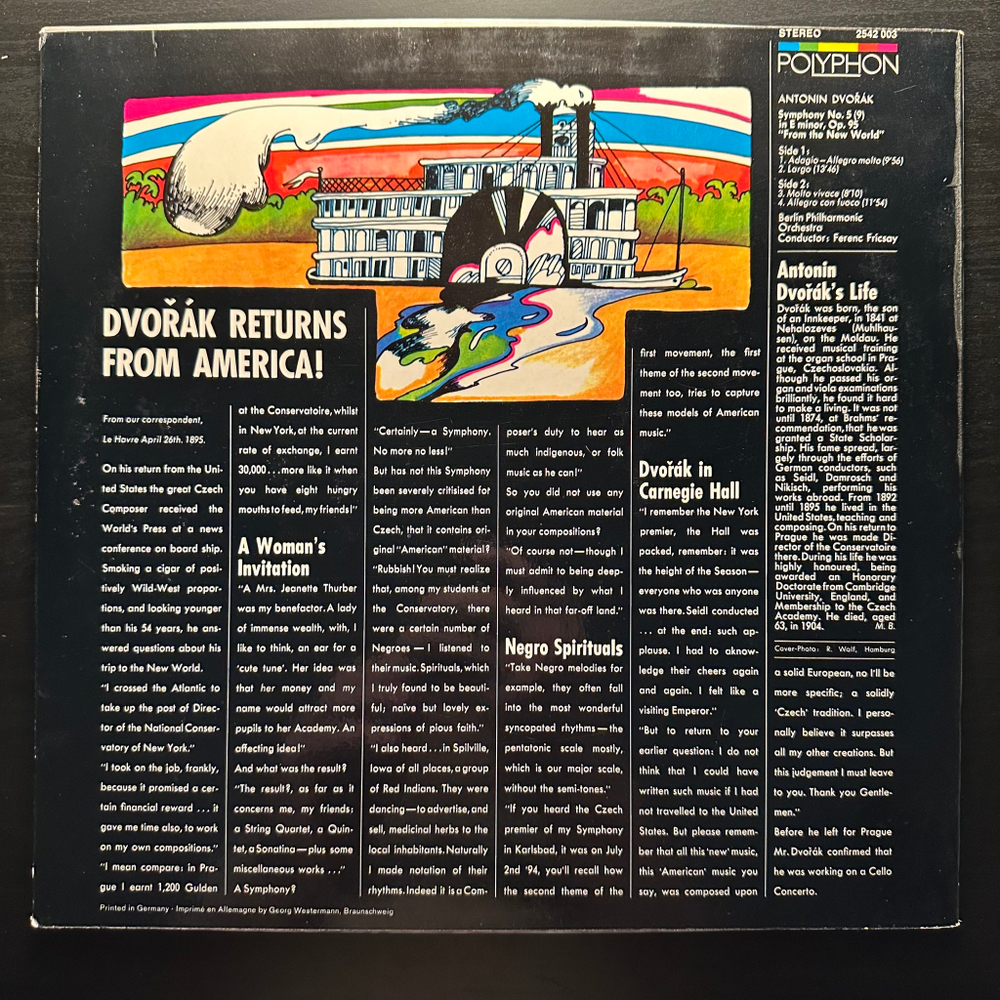 STEREO 2542 003
POLYPHON
ANTONIN DVOŘÁK
Symphony No. 5 (9)
in E minor, Op. 95
"From the New World"
Side 1:
1. Adagio—Allegro molto (9'56)
2. Largo (13'46)
Side 2:
3. Molto vivace (8'10)
4. Allegro con fuoco (11'54)
Berlin Philharmonic
Orchestra
Conductor: Ferenc Fricsay
Antonin
Dvořák's Life
Dvořák was born, the son
of an Innkeeper, in 1841 at
Nehalozeves (Muhlhau-
sen), on the Moldau. He
received musical training
at the organ school in Pra-
gue, Czechoslovakia. Al-
though he passed his or-
gan and viola examinations
brilliantly, he found it hard
to make a living. It was not
until 1874, at Brahms' re-
commendation, that he was
granted a State Scholar-
ship. His fame spread, lar-
gely through the efforts of
German conductors, such
as Seidl, Damrosch and
Nikisch, performing his
works abroad. From 1892
until 1895 he lived in the
United States, teaching and
composing. On his return to
Prague he was made Di-
rector of the Conservatoire
there. During his life he was
highly honoured, being
awarded an Honorary
Doctorate from Cambridge
University, England, and
Membership to the Czech
Academy. He died, aged
63, in 1904. M. B.
Cover-Photo: R. Wolf, Hamburg
DVOŘÁK RETURNS
FROM AMERICA!
From our correspondent,
Le Havre April 26th. 1895.
On his return from the Uni-
ted States the great Czech
Composer received the
World's Press at a news
conference on board ship.
Smoking a cigar of posi-
tively Wild-West propor-
tions, and looking younger
than his 54 years, he ans-
wered questions about his
trip to the New World.
"I crossed the Atlantic to
take up the post of Direc-
tor of the National Conser-
vatory of New York."
"I took on the job, frankly,
because it promised a cer-
tain financial reward ... it
gave me time also, to work
on my own compositions."
"I mean compare: in Pra-
gue I earnt 1,200 Gulden
at the Conservatoire, whilst
in New York, at the current
rate of exchange, I earnt
30,000 ... more like it when
you have eight hungry
mouths to feed, my friends!"
A Woman's
Invitation
"A Mrs. Jeanette Thurber
was my benefactor. A lady
of immense wealth, with, I
like to think, an ear for a
'cute tune'. Her idea was
that her money and my
name would attract more
pupils to her Academy. An
affecting idea!"
And what was the result?
"The result?, as far as it
concerns me, my friends:
a String Quartet, a Quin-
tet, a Sonatina—plus some
miscellaneous works ..."
A Symphony?
"Certainly—a Symphony.
No more no less!"
But has not this Symphony
been severely critisised for
being more American than
Czech, that it contains ori-
ginal "American" material?
"Rubbish! You must realize
that, among my students at
the Conservatory, there
were a certain number of
Negroes — I listened to
their music. Spirituals, which
I truly found to be beauti-
ful; naïve but lovely ex-
pressions of pious faith."
"I also heard ... in Spilville,
Iowa of all places, a group
of Red Indians. They were
dancing—to advertise, and
sell, medicinal herbs to the
local inhabitants. Naturally
I made notation of their
rhythms. Indeed it is a Com-
poser's duty to hear as
much indigenous, or folk
music as he can!"
So you did not use any
original American material
in your compositions?
"Of course not—though I
must admit to being deep-
ly influenced by what I
heard in that far-off land."
Negro Spirituals
"Take Negro melodies for
example, they often fall
into the most wonderful
syncopated rhythms—the
pentatonic scale mostly,
which is our major scale,
without the semi-tones."
"If you heard the Czech
premier of my Symphony
in Karlsbad, it was on July
2nd '94, you'll recall how
the second theme of the
first movement, the first
theme of the second move-
ment too, tries to capture
these models of American
music."
Dvořák in
Carnegie Hall
"I remember the New York
premier, the Hall was
packed, remember: it was
the height of the Season—
everyone who was anyone
was there. Seidl conducted
... at the end: such ap-
plause. I had to aknow-
ledge their cheers again
and again. I felt like a
visiting Emperor."
"But to return to your
earlier question: I do not
think that I could have
written such music if I had
not travelled to the United
States. But please remem-
ber that all this 'new' music,
this 'American' music you
say, was composed upon
a solid European, no I'll be
more specific; a solidly
'Czech' tradition. I perso-
nally believe it surpasses
all my other creations. But
this judgement I must leave
to you. Thank you Gentle-
men."
Before he left for Prague
Mr. Dvořák confirmed that
he was working on a Cello
Concerto.
Printed in Germany · Imprimé en Allemagne by Georg Westermann, Braunschweig